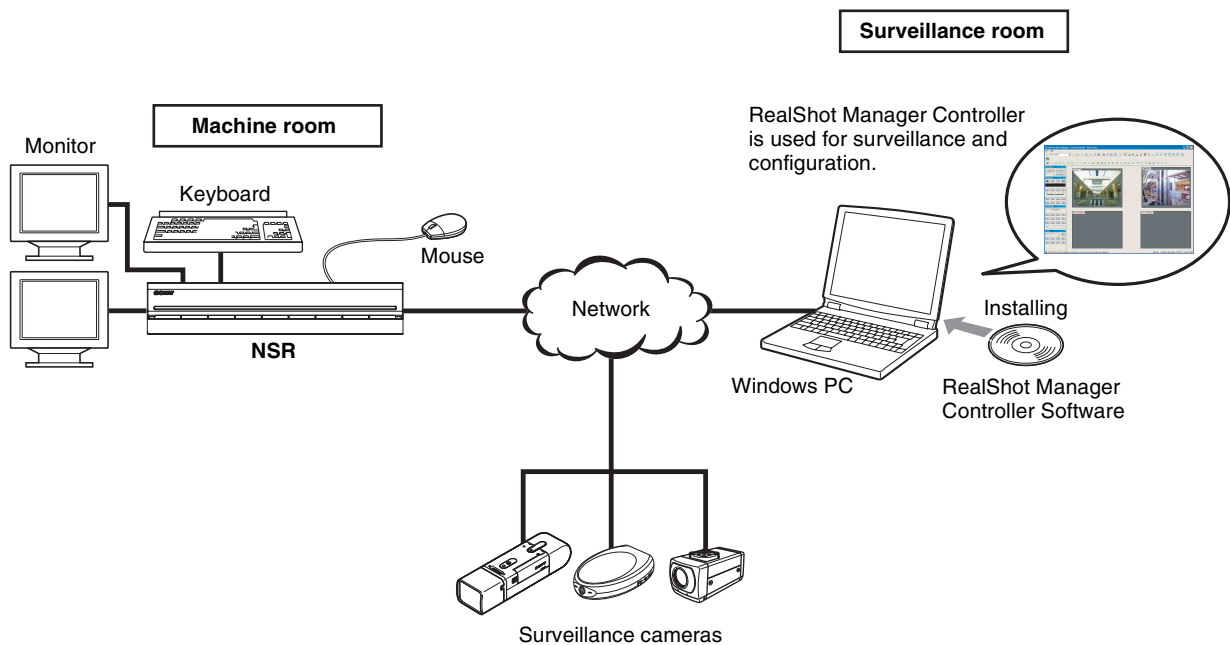 Surveillance room
Machine room
RealShot Manager Controller
is used for surveillance and
configuration.
Monitor
Keyboard
Mouse
NSR
Network
Installing
Windows PC
RealShot Manager
Controller Software
Surveillance cameras